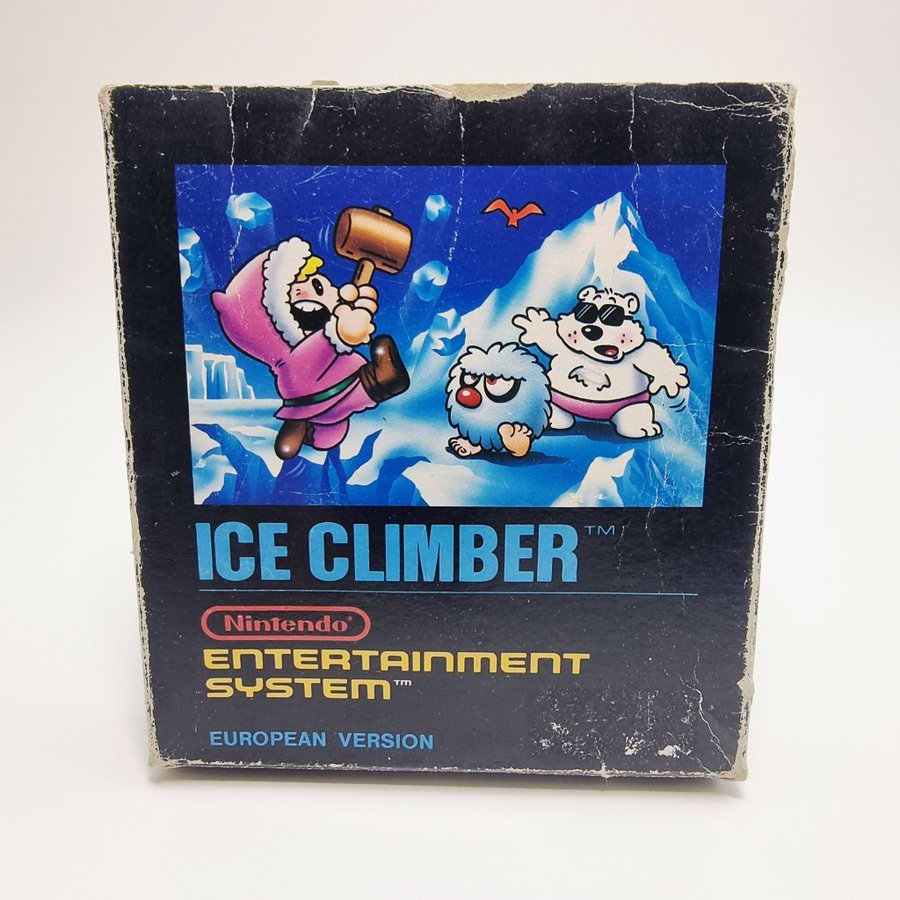 ICE CLIMBER™
Nintendo®
ENTERTAINMENT
SYSTEM™
EUROPEAN VERSION